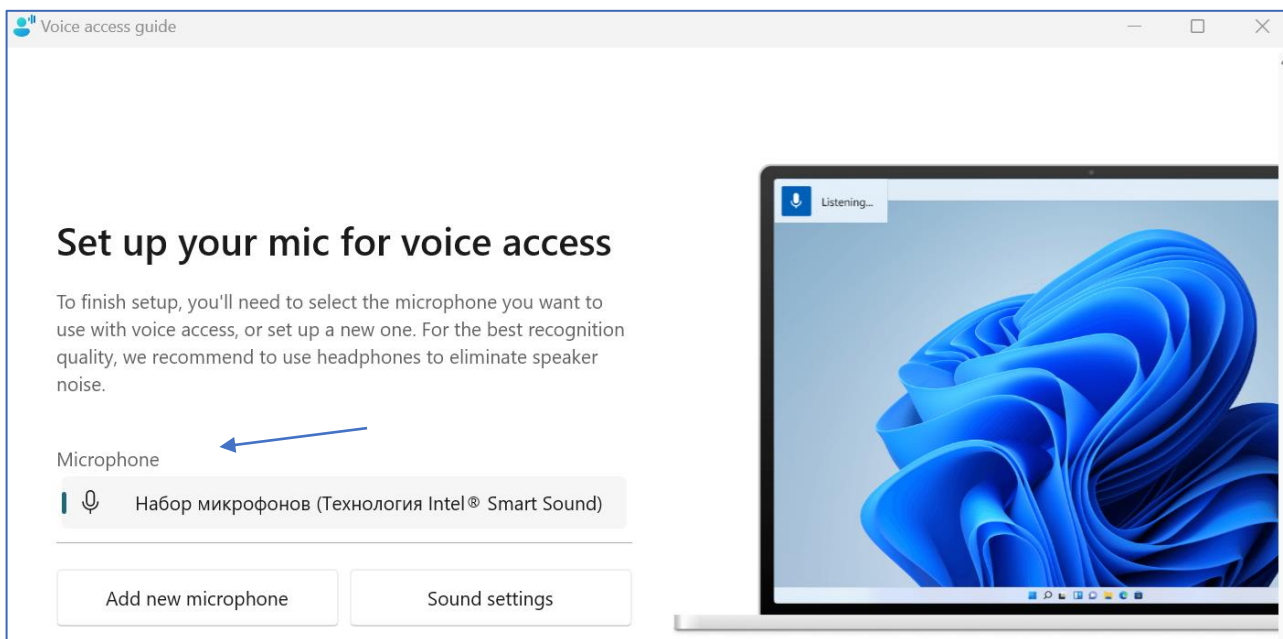 Voice access guide
Listening...
Set up your mic for voice access
To finish setup, you'll need to select the microphone you want to
use with voice access, or set up a new one. For the best recognition
quality, we recommend to use headphones to eliminate speaker
noise.
Microphone
Набор микрофонов (Технология Intel® Smart Sound)
Add new microphone
Sound settings